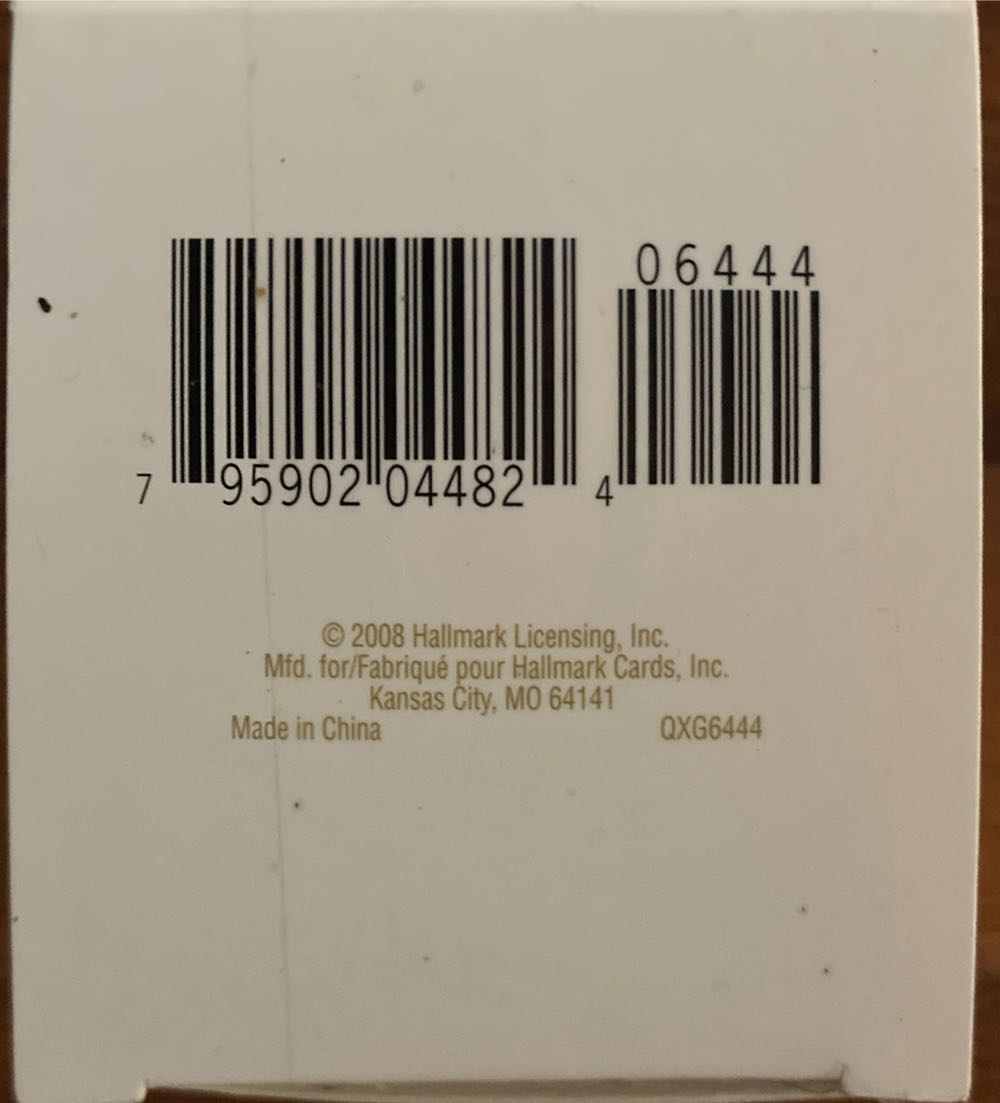 06444
7 95902 04482 4
© 2008 Hallmark Licensing, Inc.
Mfd. for/Fabriqué pour Hallmark Cards, Inc.
Kansas City, MO 64141
Made in China QXG6444